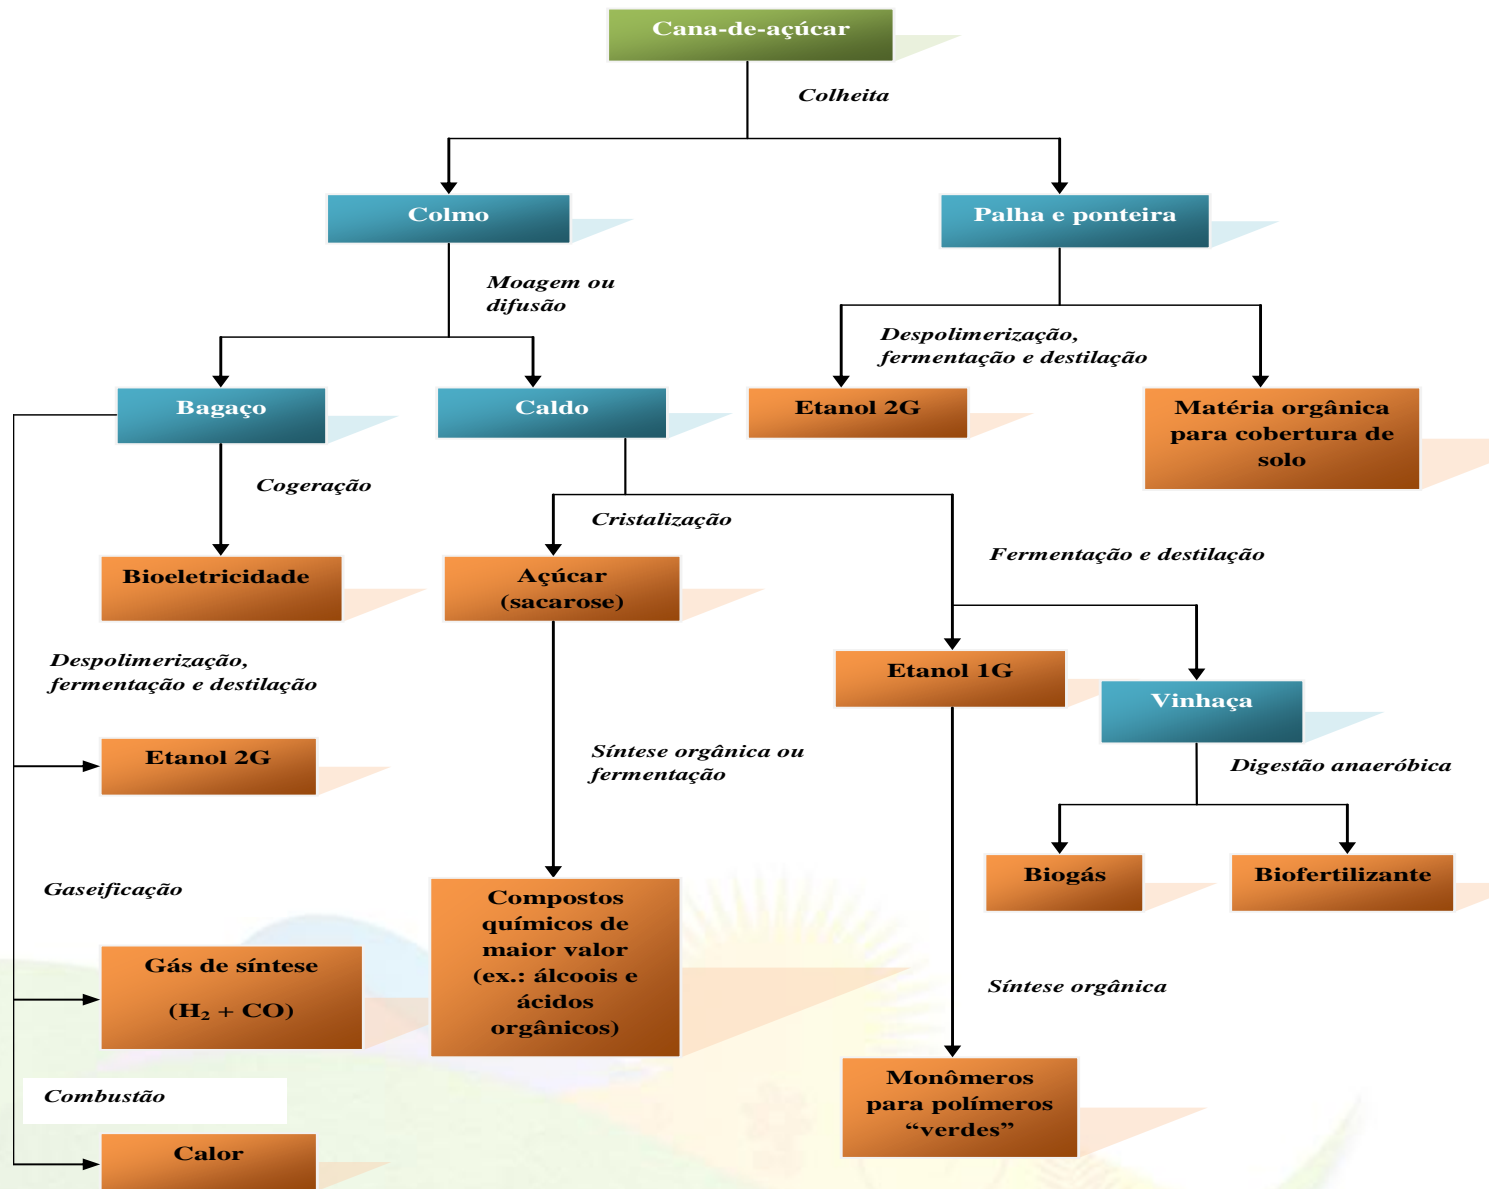 Cana-de-açúcar
Colheita
Colmo
Palha e ponteira
Moagem ou
difusão
Despolimerização,
fermentação e destilação
Bagaço
Caldo
Etanol 2G
Matéria orgânica
para cobertura de
solo
Cogeração
Cristalização
Fermentação e destilação
Bioeletricidade
Açúcar
(sacarose)
Despolimerização,
fermentação e destilação
Etanol 1G
Vinhaça
Etanol 2G
Síntese orgânica ou
fermentação
Digestão anaeróbica
Gaseificação
Compostos
químicos de
maior valor
(ex.: álcoois e
ácidos
orgânicos)
Biogás
Biofertilizante
Gás de síntese
(H₂ + CO)
Síntese orgânica
Combustão
Monômeros
para polímeros
“verdes”
Calor